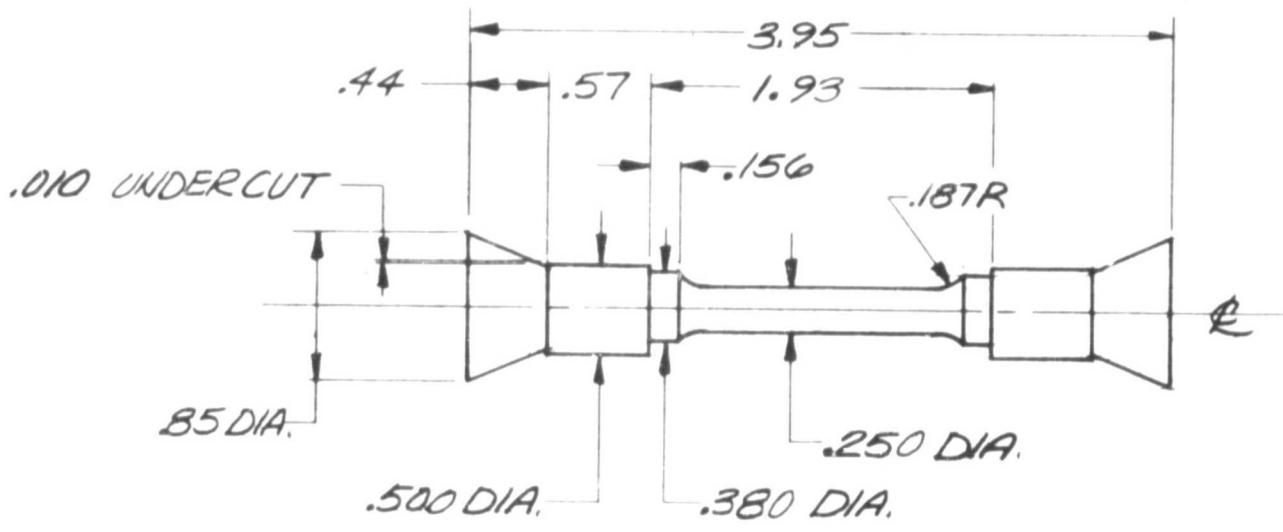 3.95
.44 .57 1.93
.156
.010 UNDERCUT
.187R
℄
.85 DIA.
.250 DIA.
.500 DIA. .380 DIA.